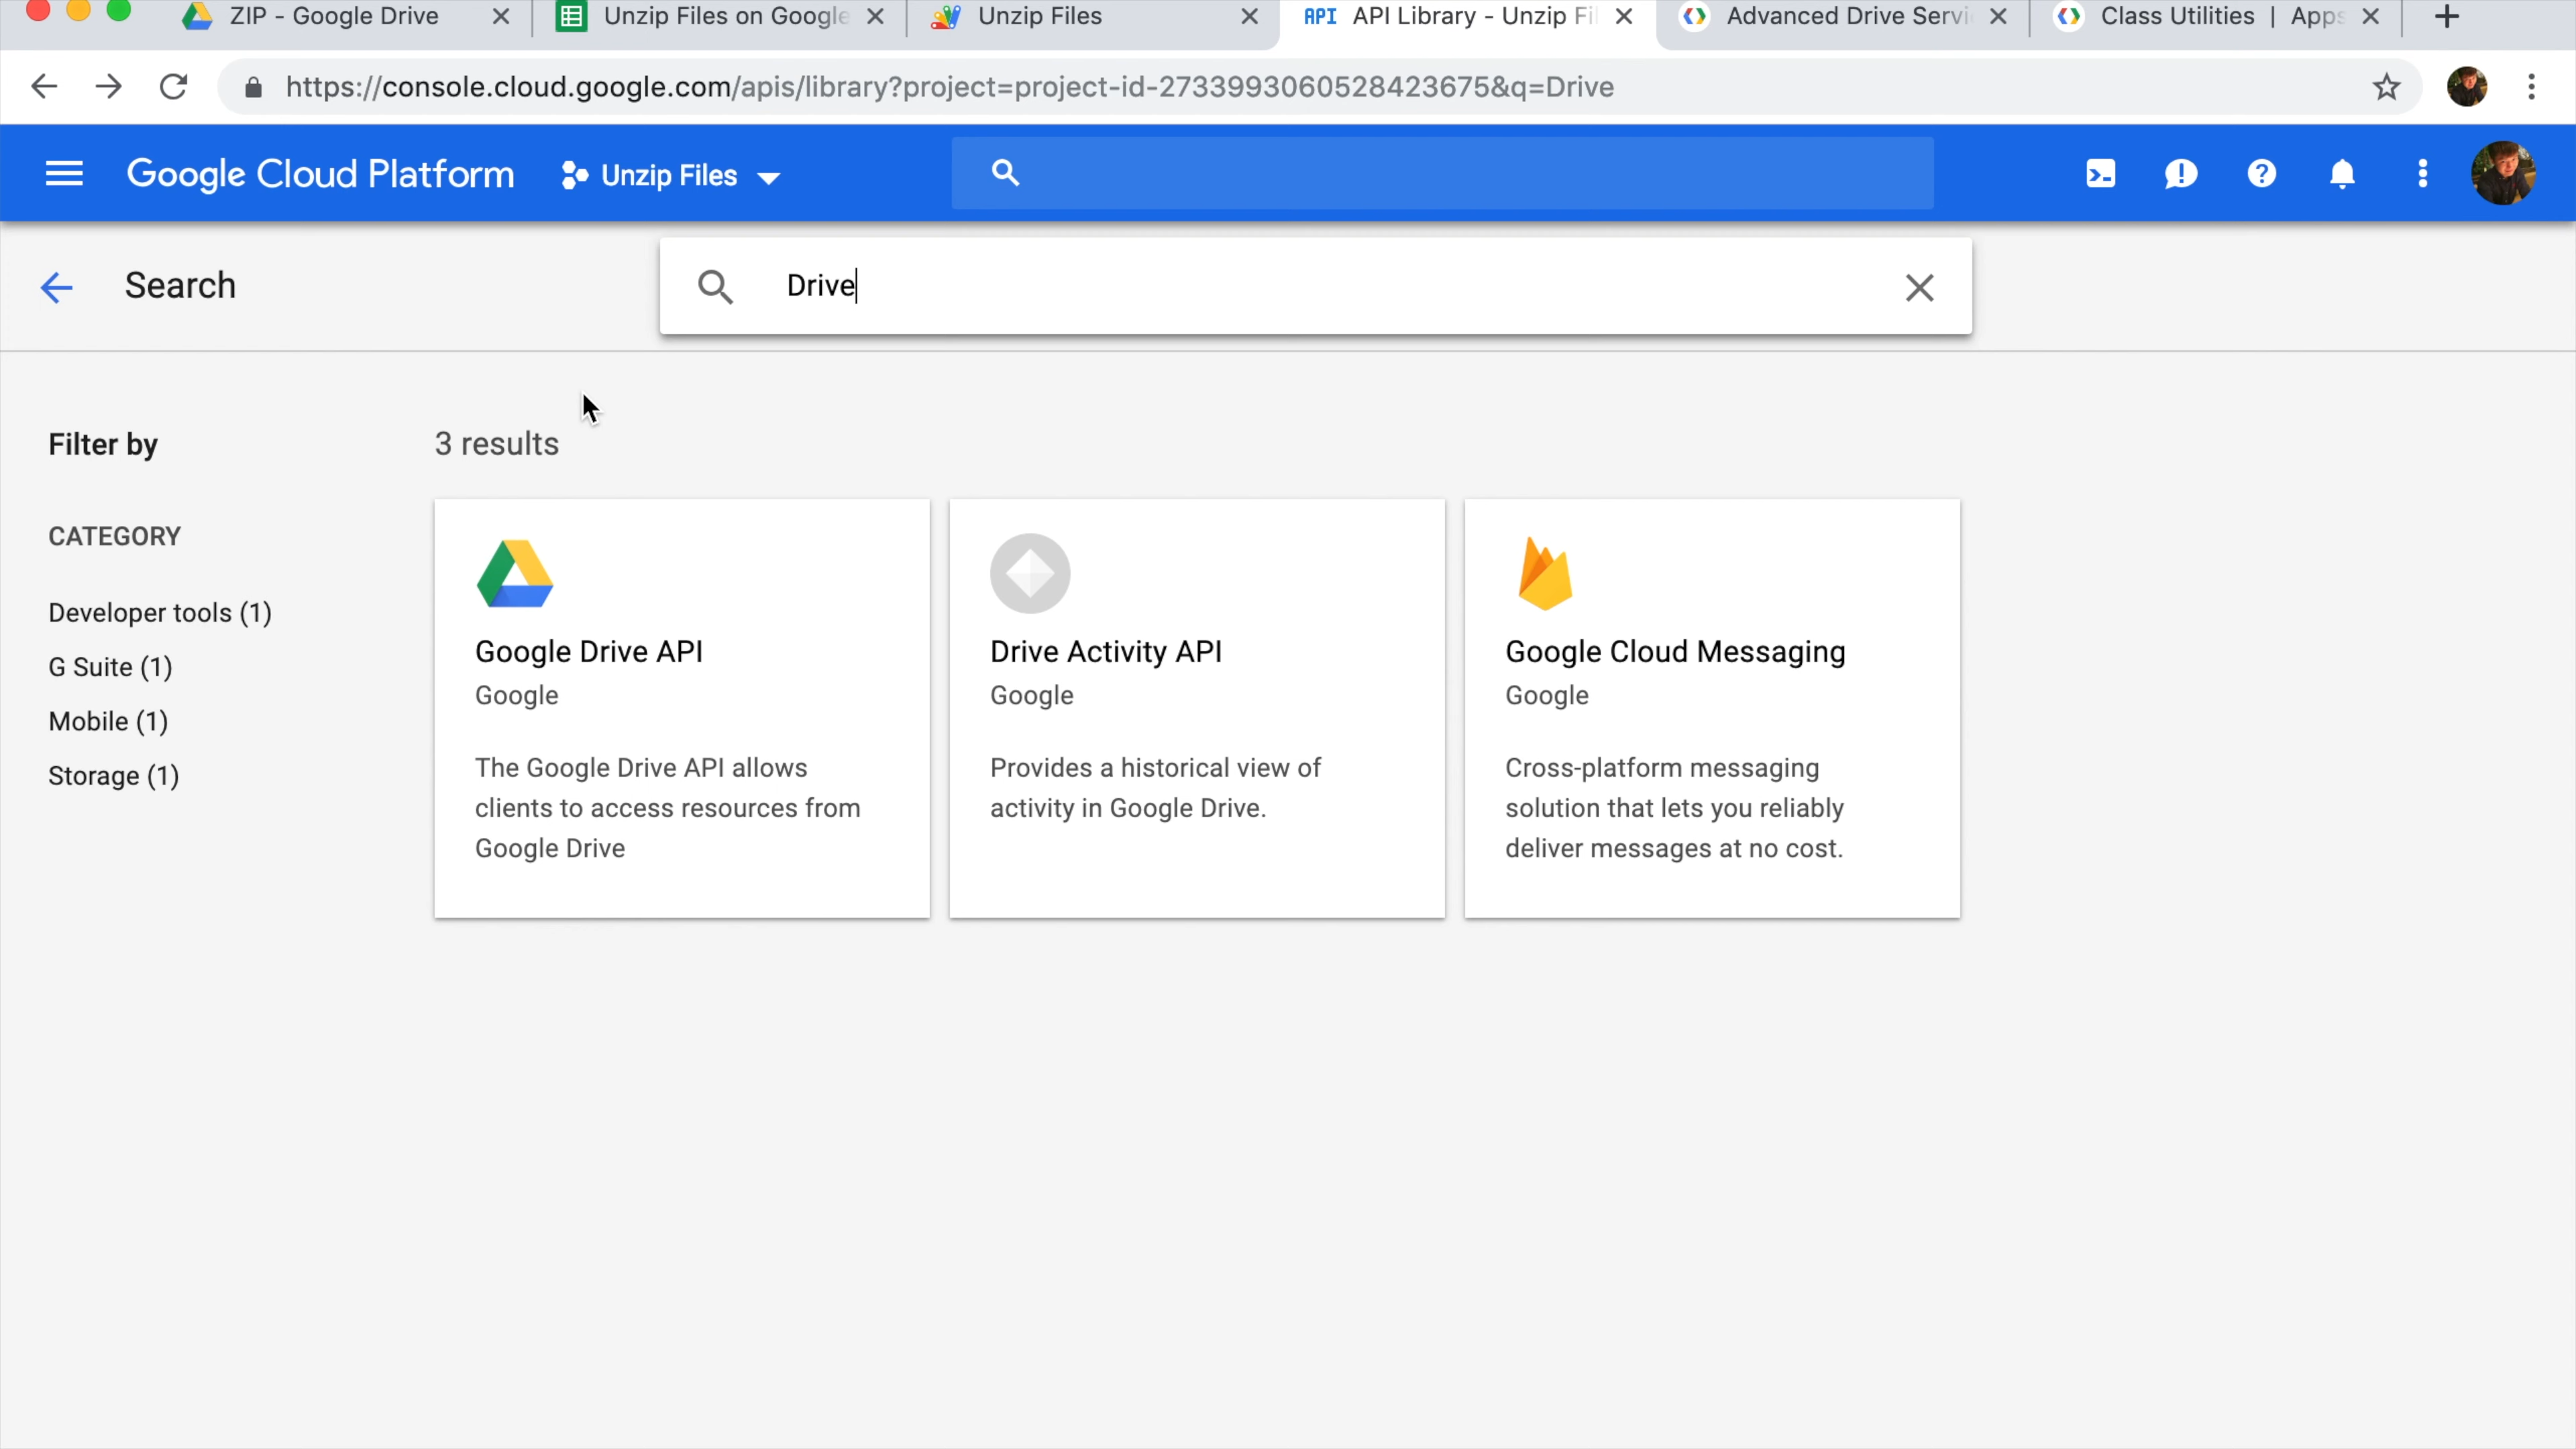 ZIP - Google Drive
Unzip Files on Google
Unzip Files
API API Library - Unzip Fil
Advanced Drive Servi
Class Utilities | Apps
https://console.cloud.google.com/apis/library?project=project-id-2733993060528423675&q=Drive
Google Cloud Platform
Unzip Files
Search
Drive
Filter by
3 results
CATEGORY
Developer tools (1)
G Suite (1)
Mobile (1)
Storage (1)
Google Drive API
Google
The Google Drive API allows
clients to access resources from
Google Drive
Drive Activity API
Google
Provides a historical view of
activity in Google Drive.
Google Cloud Messaging
Google
Cross-platform messaging
solution that lets you reliably
deliver messages at no cost.